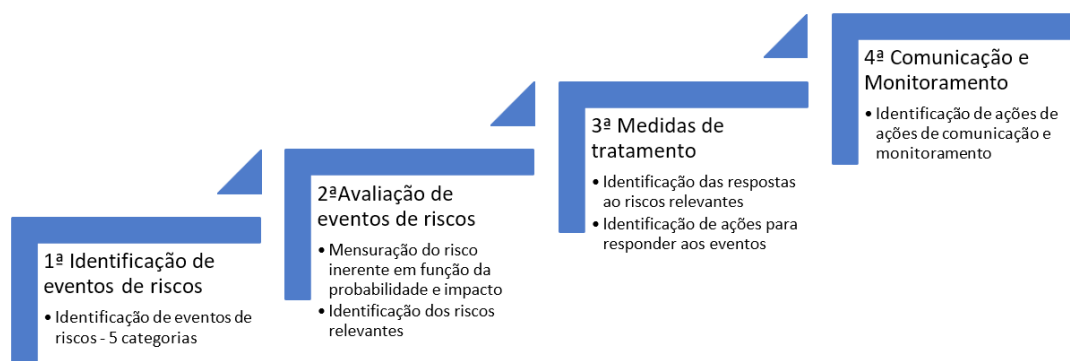 1ª Identificação de
eventos de riscos
• Identificação de eventos de
riscos - 5 categorias
2ªAvaliação de
eventos de riscos
• Mensuração do risco
inerente em função da
probabilidade e impacto
• Identificação dos riscos
relevantes
3ª Medidas de
tratamento
• Identificação das respostas
ao riscos relevantes
• Identificação de ações para
responder aos eventos
4ª Comunicação e
Monitoramento
• Identificação de ações de
ações de comunicação e
monitoramento